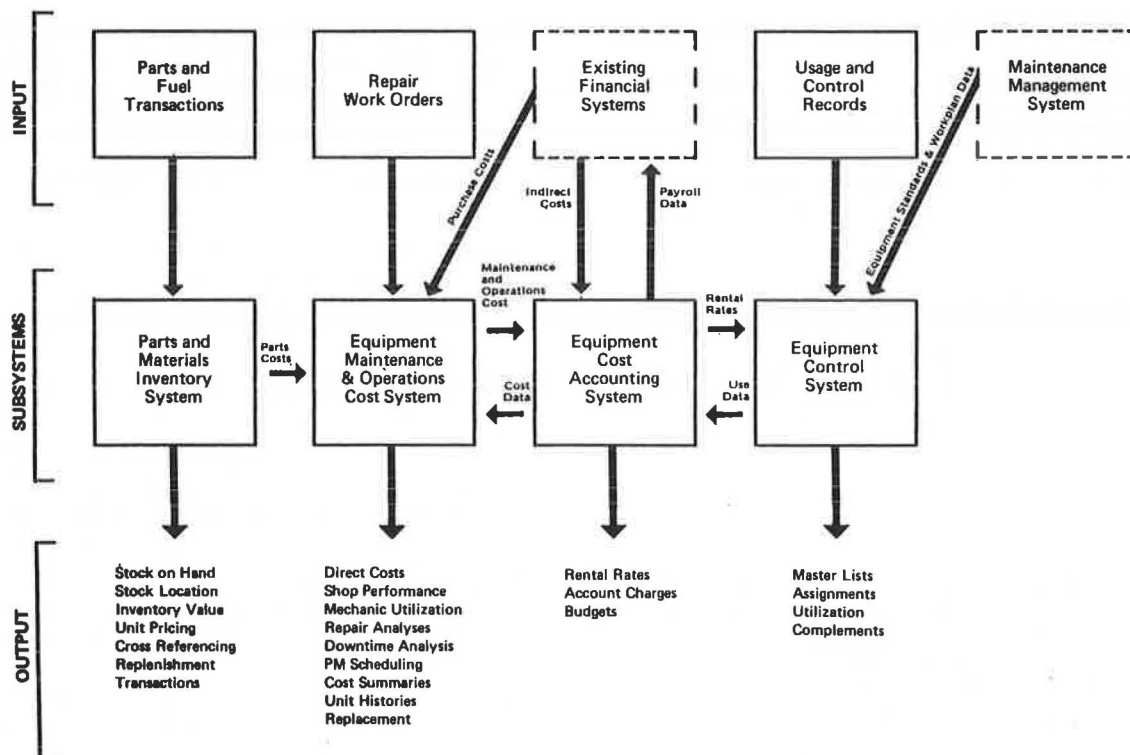 INPUT
Parts and
Fuel
Transactions
Repair
Work Orders
Existing
Financial
Systems
Usage and
Control
Records
Maintenance
Management
System
Purchase Costs
Indirect
Costs
Payroll
Data
Equipment Standards & Workplan Data
SUBSYSTEMS
Parts and
Materials
Inventory
System
Parts
Costs
Equipment
Maintenance
& Operations
Cost System
Maintenance
and
Operations
Cost
Cost
Data
Equipment
Cost
Accounting
System
Rental
Rates
Use
Data
Equipment
Control
System
OUTPUT
Stock on Hand
Stock Location
Inventory Value
Unit Pricing
Cross Referencing
Replenishment
Transactions
Direct Costs
Shop Performance
Mechanic Utilization
Repair Analyses
Downtime Analysis
PM Scheduling
Cost Summaries
Unit Histories
Replacement
Rental Rates
Account Charges
Budgets
Master Lists
Assignments
Utilization
Complements